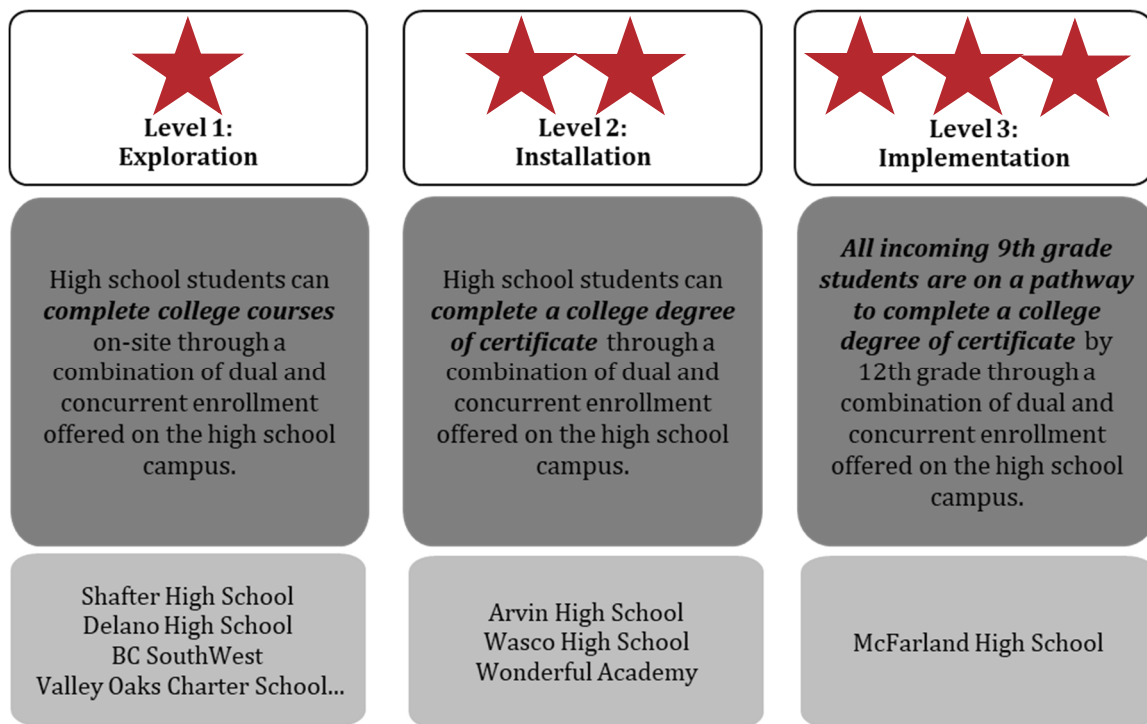 Level 1:
Exploration
High school students can
complete college courses
on-site through a
combination of dual and
concurrent enrollment
offered on the high school
campus.
Shafter High School
Delano High School
BC SouthWest
Valley Oaks Charter School...
Level 2:
Installation
High school students can
complete a college degree
of certificate through a
combination of dual and
concurrent enrollment
offered on the high school
campus.
Arvin High School
Wasco High School
Wonderful Academy
Level 3:
Implementation
All incoming 9th grade
students are on a pathway
to complete a college
degree of certificate by
12th grade through a
combination of dual and
concurrent enrollment
offered on the high school
campus.
McFarland High School